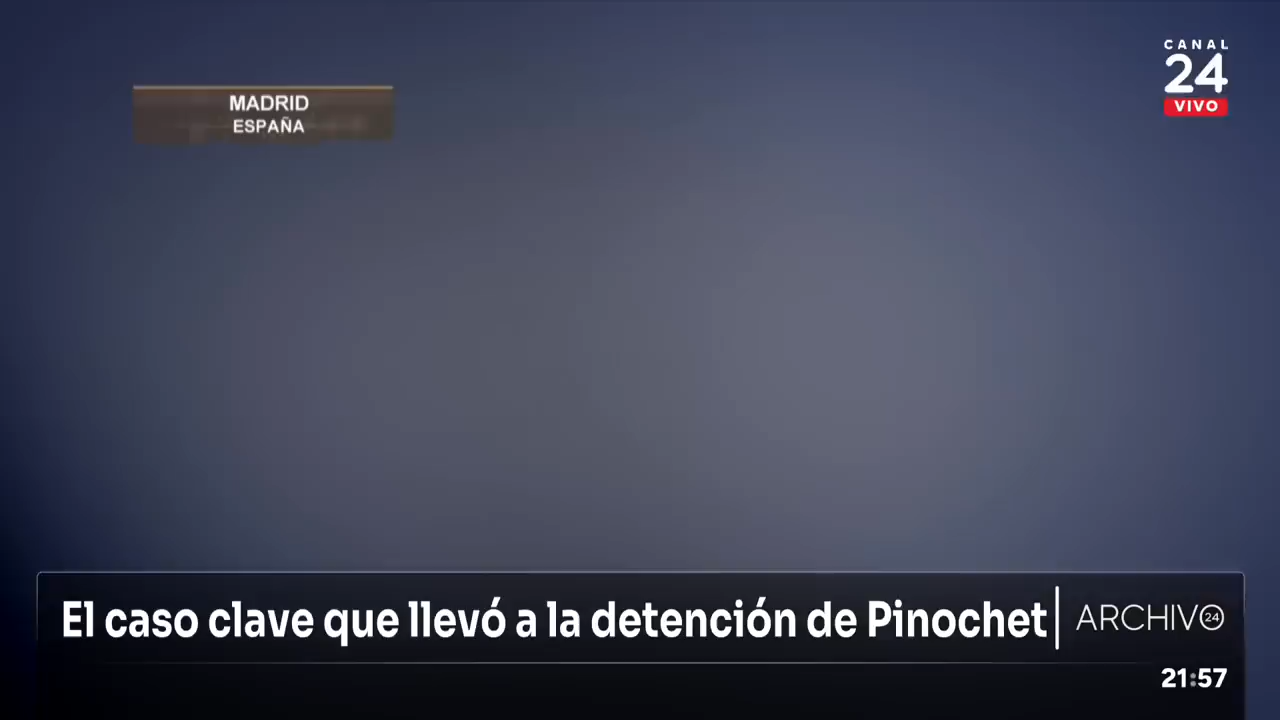 CANAL
24
VIVO
MADRID
ESPAÑA
El caso clave que llevó a la detención de Pinochet
ARCHIVO 24
21:57